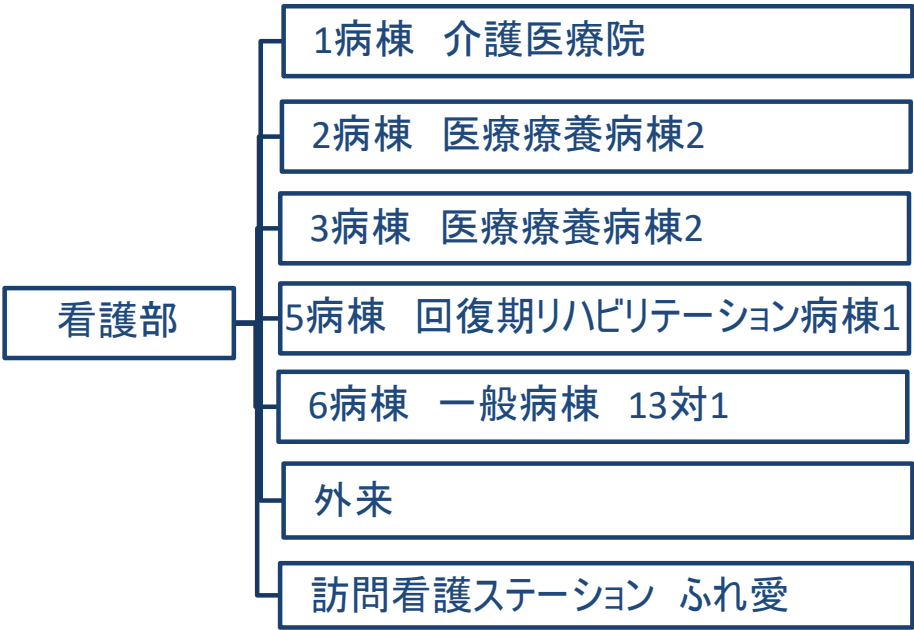 1病棟　介護医療院
2病棟　医療療養病棟2
3病棟　医療療養病棟2
看護部
5病棟　回復期リハビリテーション病棟1
6病棟　一般病棟　13対1
外来
訪問看護ステーション　ふれ愛